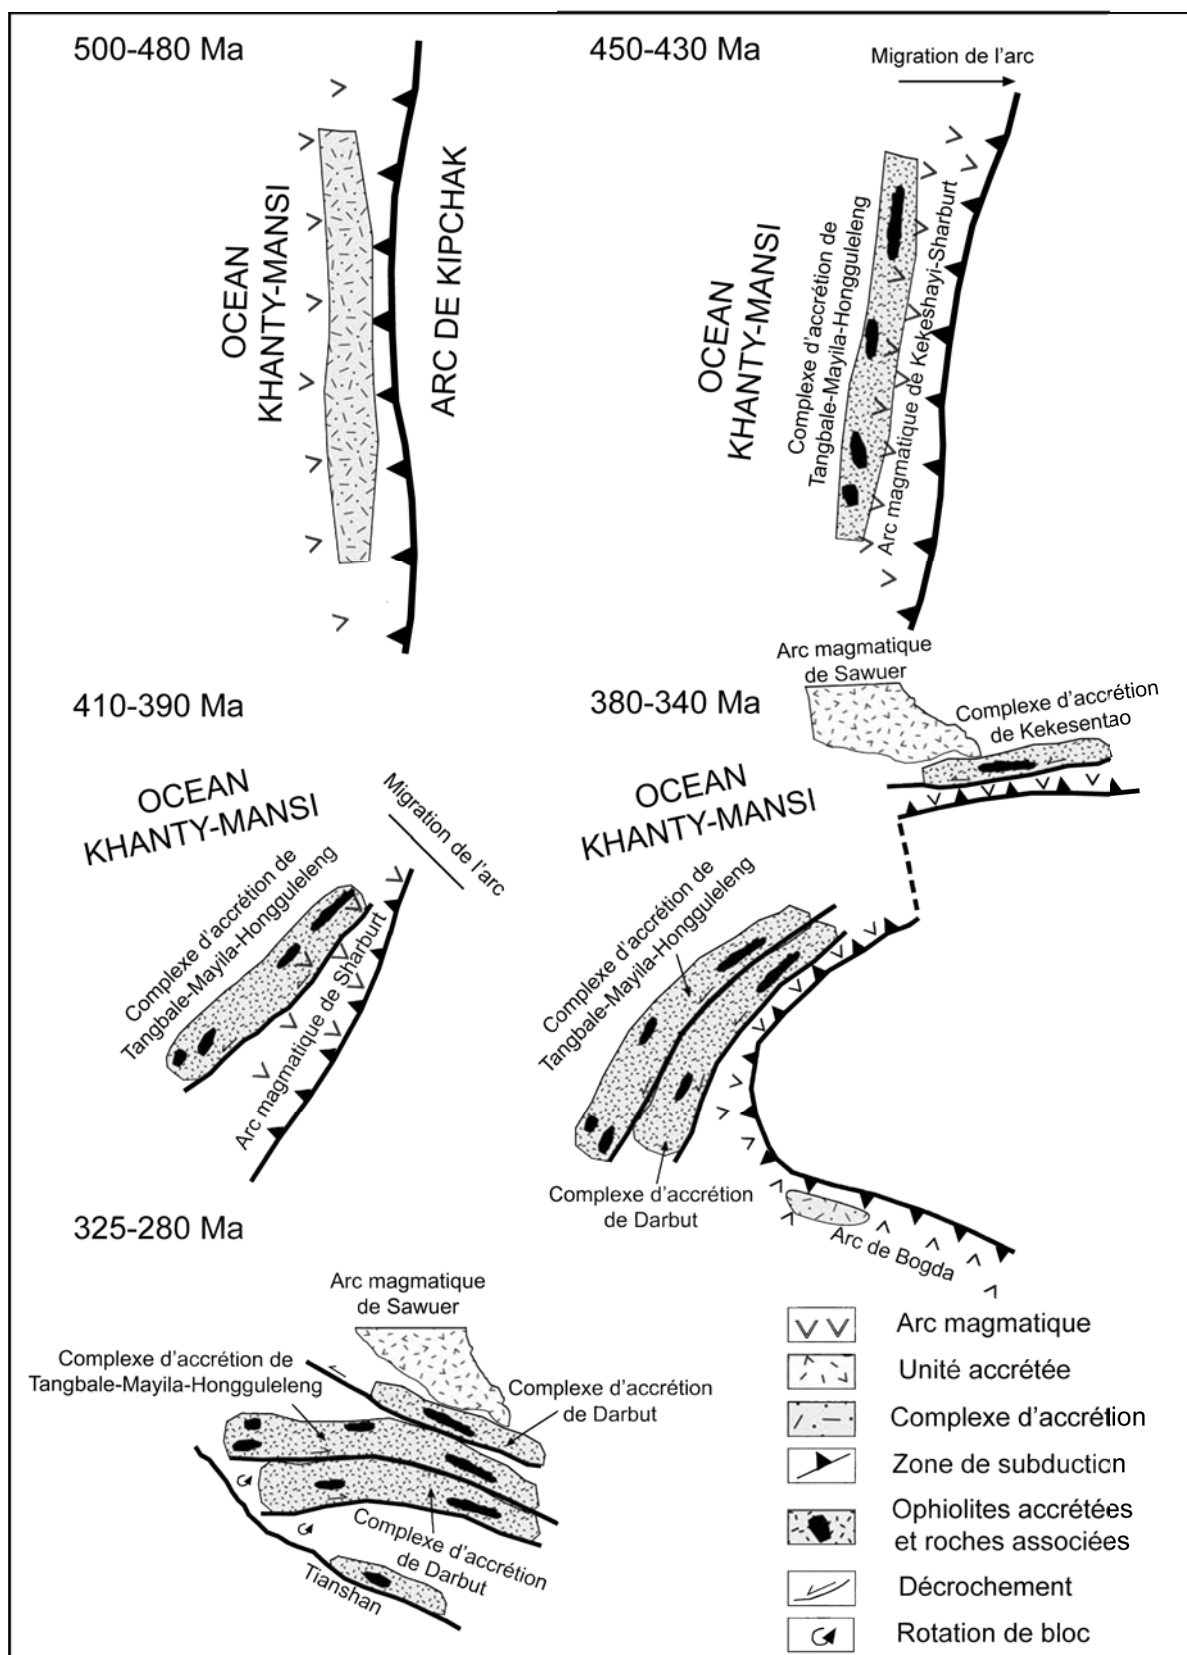 500-480 Ma
OCEAN
KHANTY-MANSI
ARC DE KIPCHAK
450-430 Ma
Migration de l'arc
OCEAN
KHANTY-MANSI
Complexe d'accrétion de
Tangbale-Mayila-Hongguleleng
Arc magmatique de Kekeshayi-Sharburt
410-390 Ma
OCEAN
KHANTY-MANSI
Migration de l'arc
Complexe d'accrétion de
Tangbale-Mayila-Hongguleleng
Arc magmatique de Sharburt
380-340 Ma
Arc magmatique
de Sawuer
Complexe d'accrétion
de Kekesentao
OCEAN
KHANTY-MANSI
Complexe d'accrétion de
Tangbale-Mayila-Hongguleleng
Complexe d'accrétion
de Darbut
Arc de Bogda
325-280 Ma
Arc magmatique
de Sawuer
Complexe d'accrétion de
Tangbale-Mayila-Hongguleleng
Complexe d'accrétion
de Darbut
Complexe d'accrétion
de Darbut
Tianshan
Arc magmatique
Unité accrétée
Complexe d'accrétion
Zone de subduction
Ophiolites accrétées
et roches associées
Décrochement
Rotation de bloc